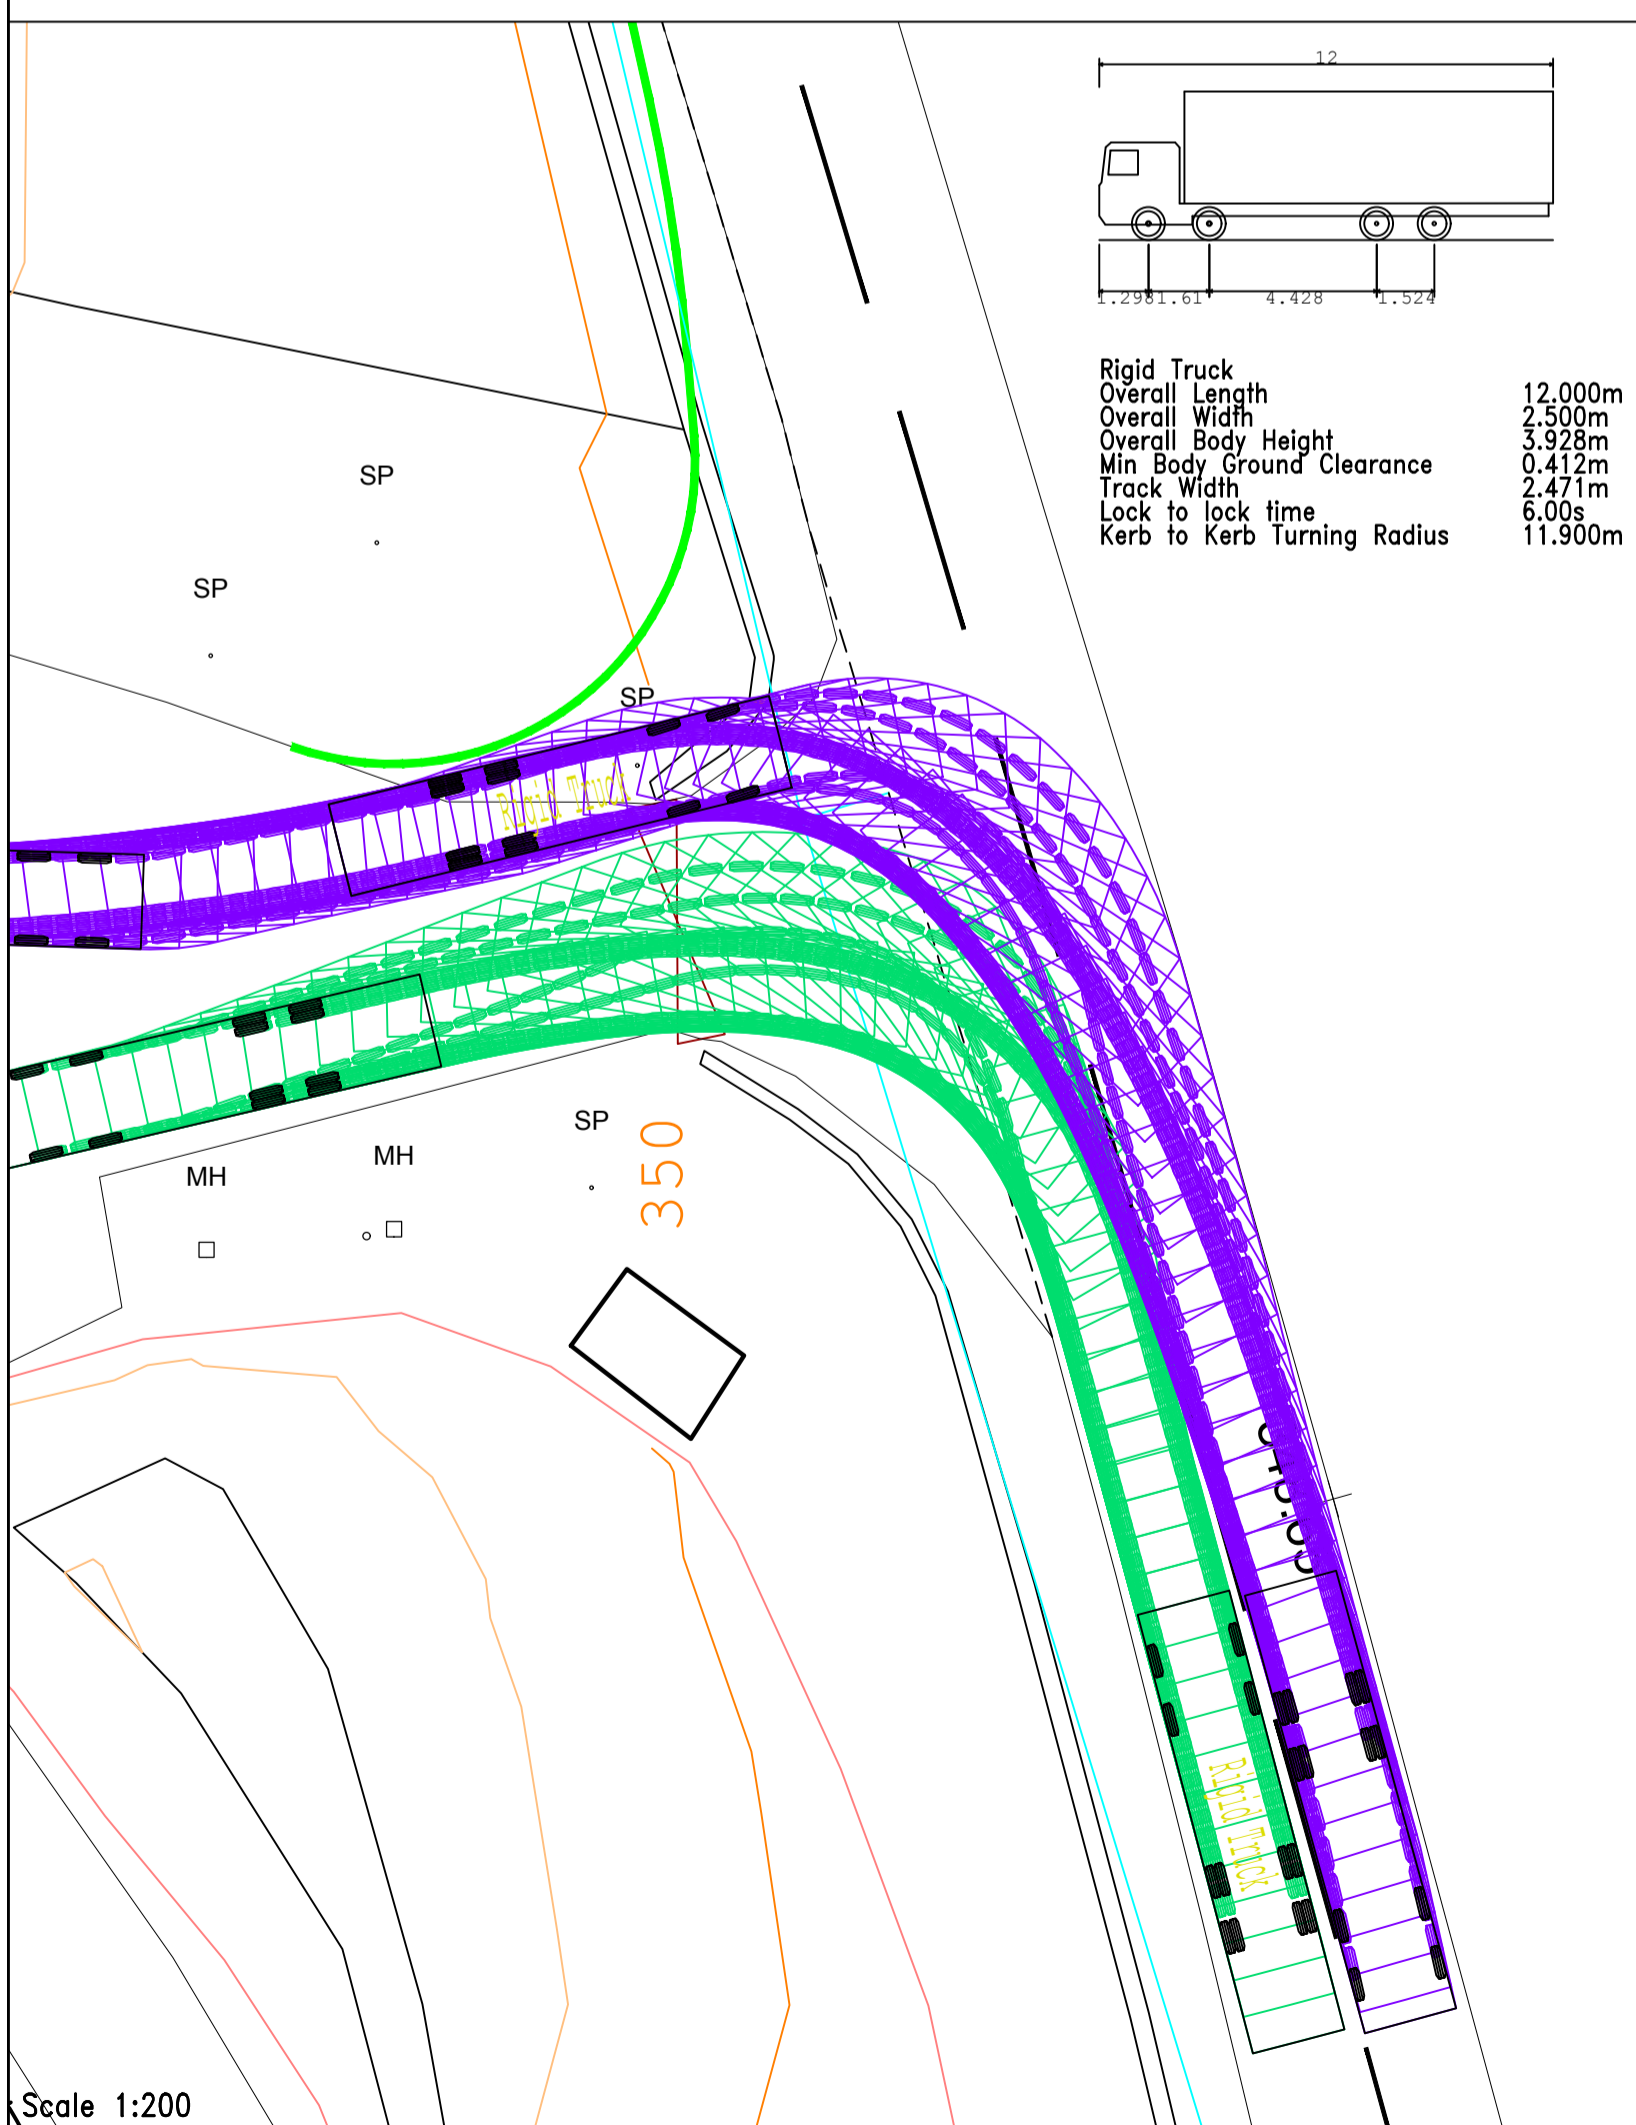 12
1.298 1.61 4.428 1.524
Rigid Truck
Overall Length 12.000m
Overall Width 2.500m
Overall Body Height 3.928m
Min Body Ground Clearance 0.412m
Track Width 2.471m
Lock to lock time 6.00s
Kerb to Kerb Turning Radius 11.900m
SP
SP
SP
Rigid Truck
SP
350
MH
MH
Rigid Truck
Scale 1:200